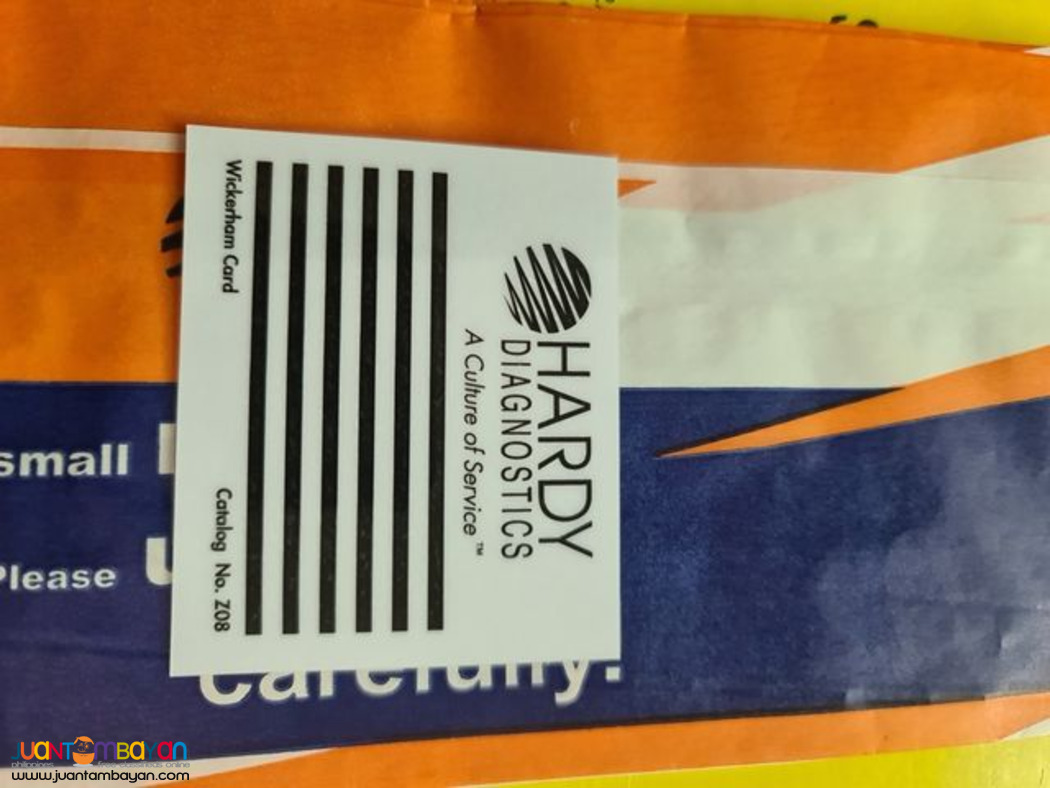 HARDY
DIAGNOSTICS
A Culture of Service™
Wickerham Card
Catalog No. Z08
small
Please
Carefully.
JUANTAMBAYAN
www.juantambayan.com